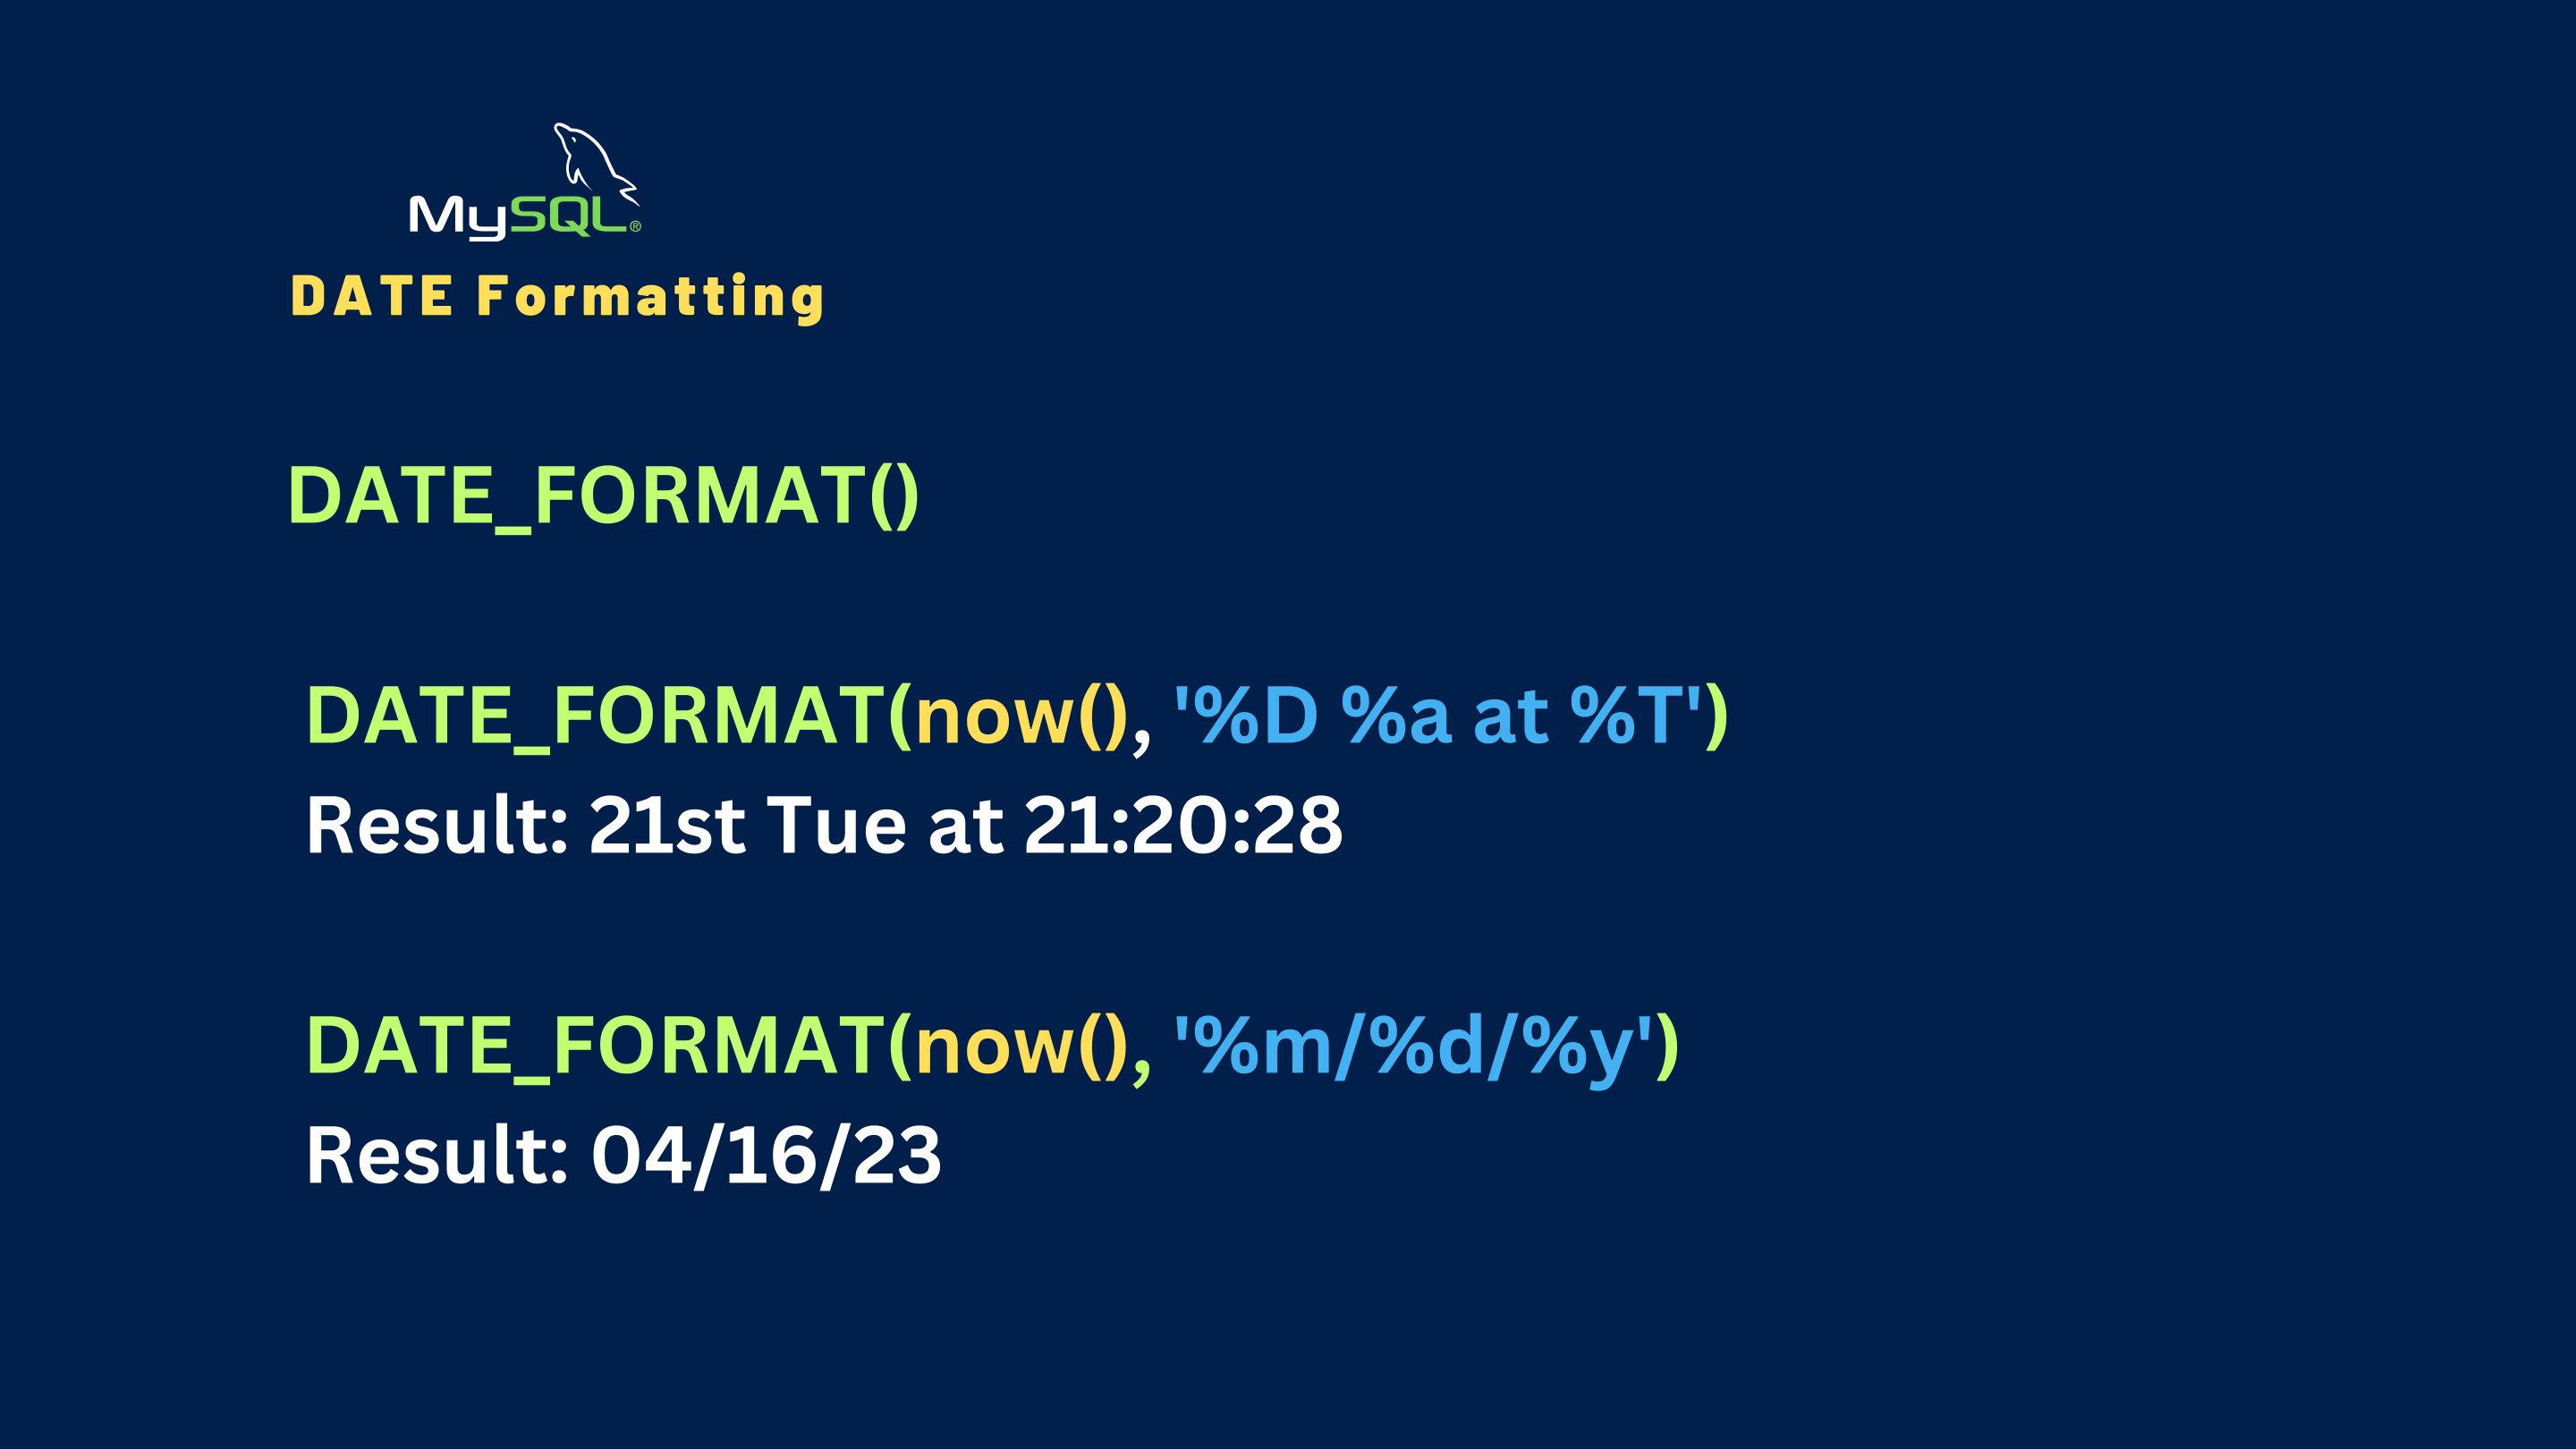 MySQL®
DATE Formatting
DATE_FORMAT()
DATE_FORMAT(now(), '%D %a at %T')
Result: 21st Tue at 21:20:28
DATE_FORMAT(now(), '%m/%d/%y')
Result: 04/16/23